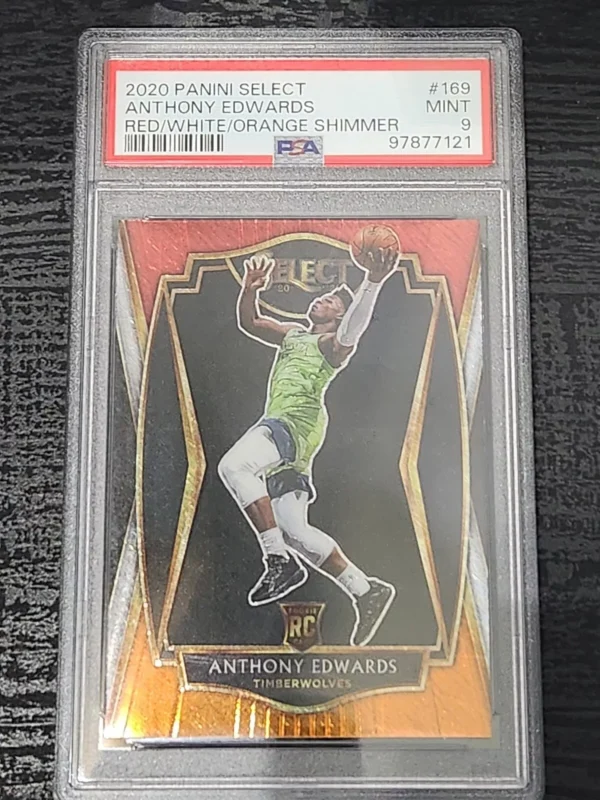 2020 PANINI SELECT #169
ANTHONY EDWARDS MINT
RED/WHITE/ORANGE SHIMMER 9
PSA 97877121
SELECT
20
ROOKIE
RC
ANTHONY EDWARDS
TIMBERWOLVES